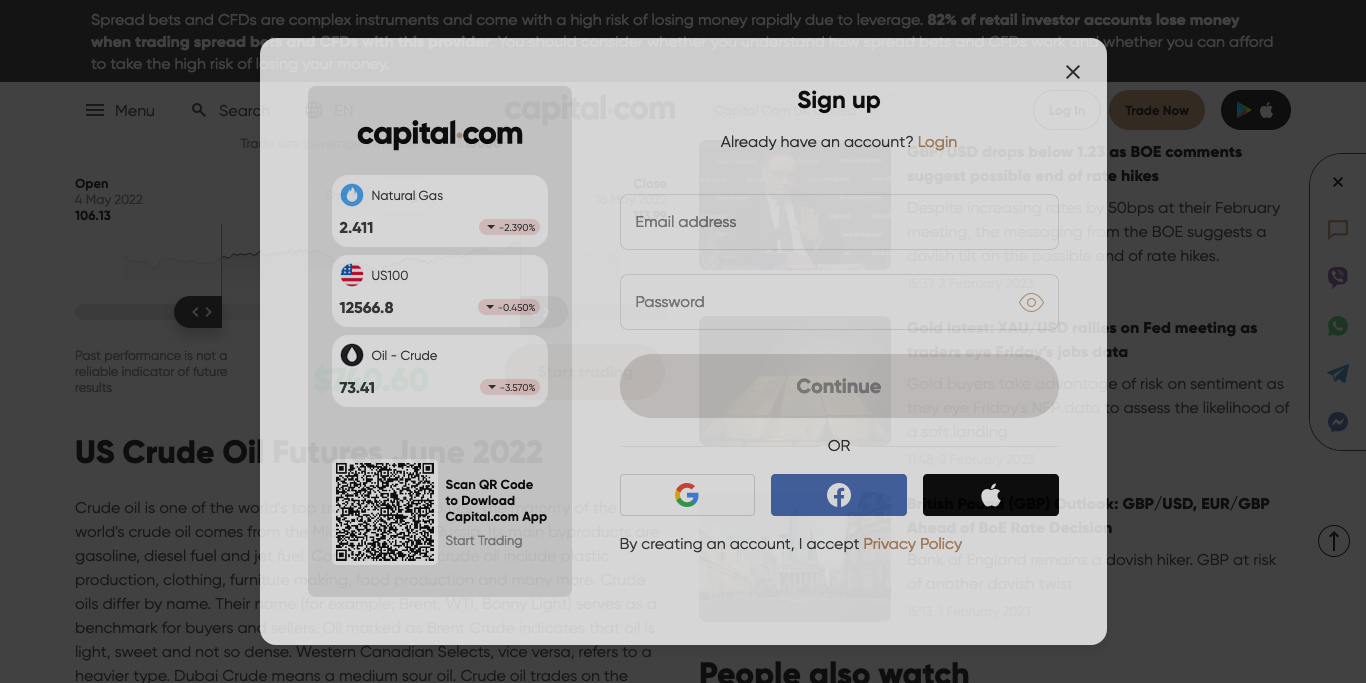 Spread bets and CFDs are complex instruments and come with a high risk of losing money rapidly due to leverage. 82% of retail investor accounts lose money
when trading spread bets and CFDs with this provider. You should consider whether you understand how spread bets and CFDs work and whether you can afford
to take the high risk of losing your money.
Menu
Search
EN
capital.com
Log In
Trade Now
Open
4 May 2022
106.13
Close
Past performance is not a
reliable indicator of future
results
Start trading
US Crude Oil Futures June 2022
Crude oil is one of the world's top
world's crude oil comes from
gasoline, diesel fuel and jet fuel.
production, clothing, furniture making, food production and many more. Crude
oils differ by name. Their name (for example; Brent, WTI, Bonny Light) serves as a
benchmark for buyers and sellers. Oil marked as Brent Crude indicates that oil is
light, sweet and not so dense. Western Canadian Selects, vice versa, refers to a
heavier type. Dubai Crude means a medium sour oil. Crude oil trades on the
capital.com
Natural Gas
2.411
-2.390%
US100
12566.8
-0.450%
Oil - Crude
73.41
-3.570%
Scan QR Code
to Dowload
Capital.com App
Start Trading
Sign up
Already have an account? Login
Email address
Password
Continue
OR
By creating an account, I accept Privacy Policy
GBP/USD drops below 1.23 as BOE comments
suggest possible end of rate hikes
Despite increasing rates by 50bps at their February
meeting, the messaging from the BOE suggests a
dovish tilt an the possible end of rate hikes.
15:37, 2 February 2023
Gold latest: XAU/USD rallies on Fed meeting as
traders eye Friday's jobs data
Gold buyers take advantage of risk on sentiment as
they eye Friday's NFP data to assess the likelihood of
a soft landing
11:48, 2 February 2023
British Pound (GBP) Outlook: GBP/USD, EUR/GBP
Ahead of BoE Rate Decision
Bank of England remains a dovish hiker. GBP at risk
of another dovish twist
15:13, 1 February 2023
People also watch